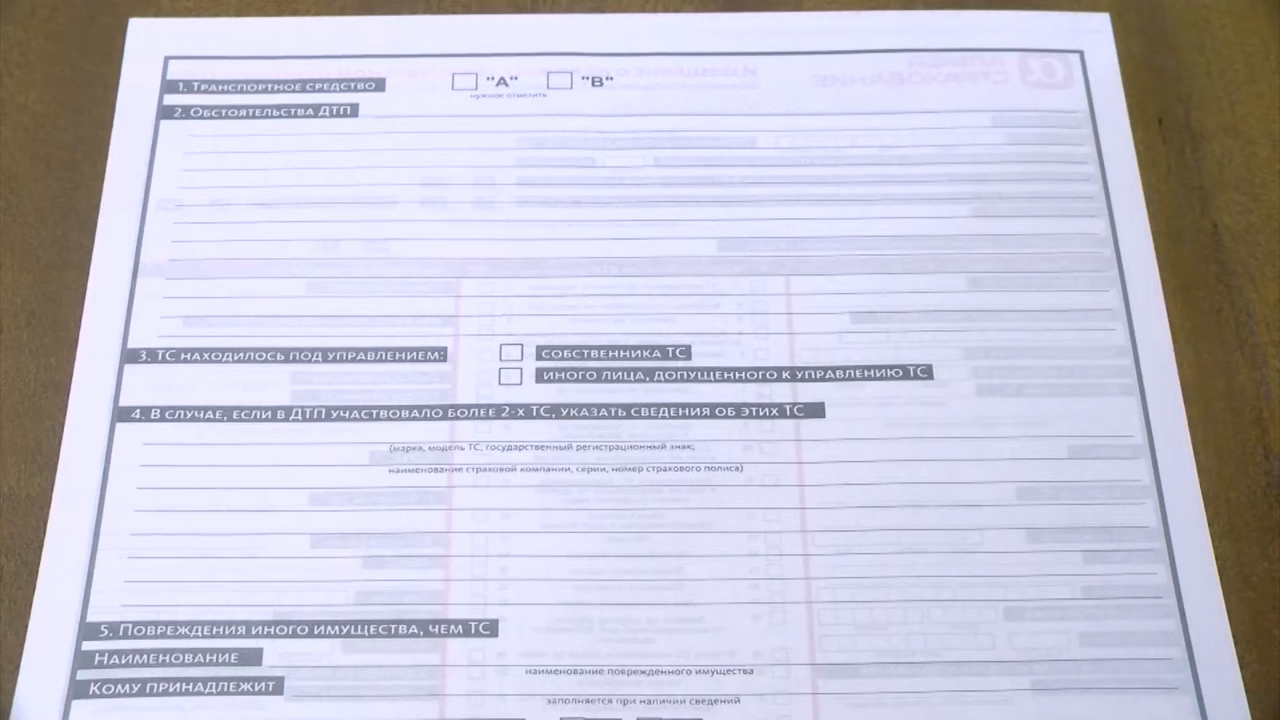 1. Транспортное средство "А" "В"
нужное отметить
2. Обстоятельства ДТП
3. ТС находилось под управлением: собственника ТС
иного лица, допущенного к управлению ТС
4. В случае, если в ДТП участвовало более 2-х ТС, указать сведения об этих ТС
(марка, модель ТС, государственный регистрационный знак,
наименование страховой компании, серии, номер страхового полиса)
5. Повреждения иного имущества, чем ТС
Наименование
наименование поврежденного имущества
Кому принадлежит
заполняется при наличии сведений